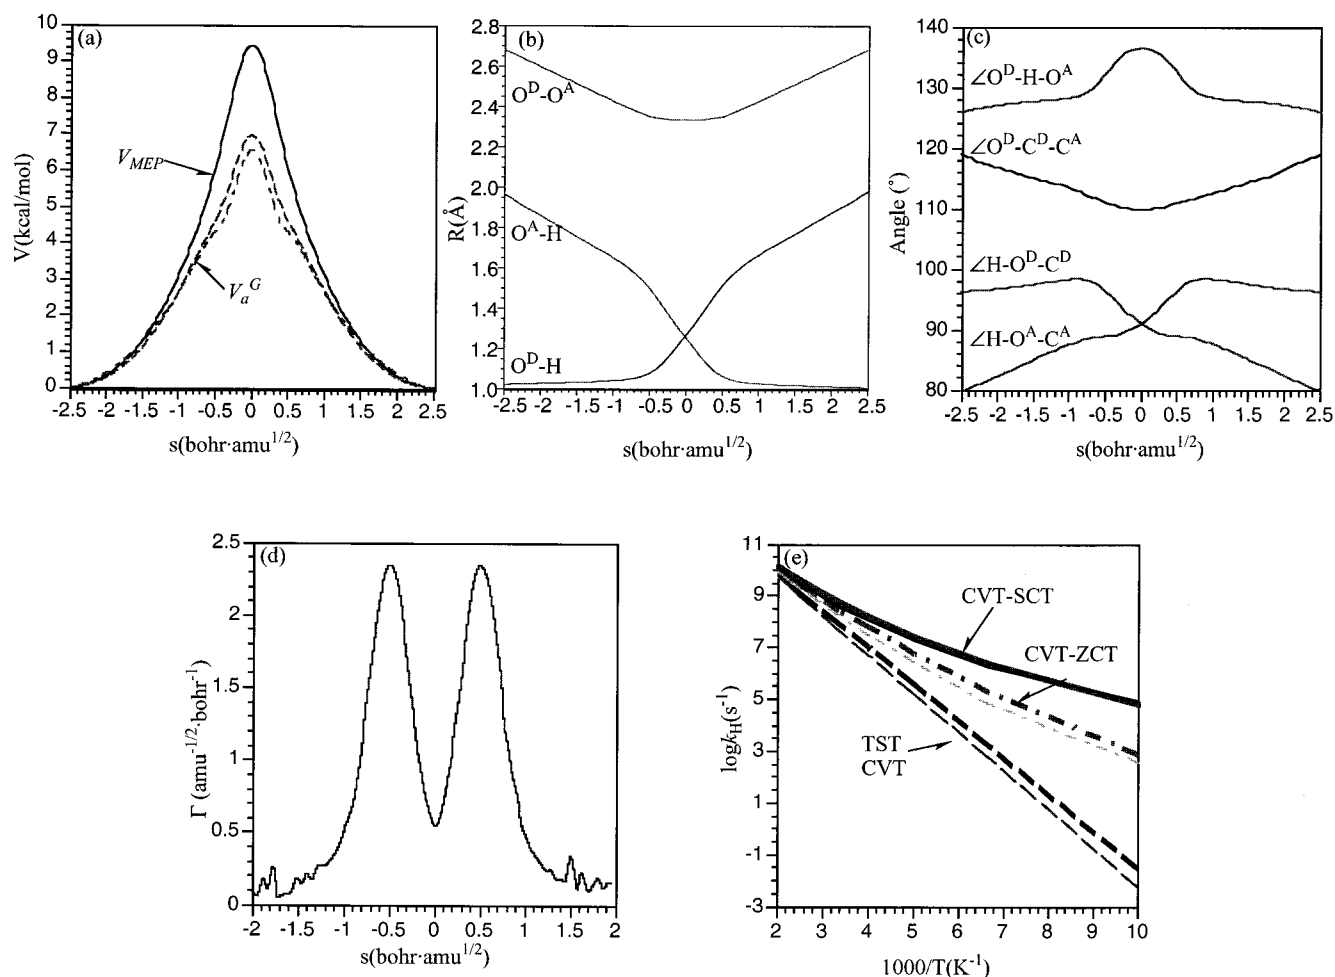 (a)
V(kcal/mol)
10
9
8
7
6
5
4
3
2
1
0
V_MEP
V_a^G
-2.5 -2 -1.5 -1 -0.5 0 0.5 1 1.5 2 2.5
s(bohr·amu^1/2)
(b)
R(Å)
2.8
2.6
2.4
2.2
2.0
1.8
1.6
1.4
1.2
1.0
O^D-O^A
O^A-H
O^D-H
-2.5 -2 -1.5 -1 -0.5 0 0.5 1 1.5 2 2.5
s(bohr·amu^1/2)
(c)
Angle (°)
140
130
120
110
100
90
80
∠O^D-H-O^A
∠O^D-C^D-C^A
∠H-O^D-C^D
∠H-O^A-C^A
-2.5 -2 -1.5 -1 -0.5 0 0.5 1 1.5 2 2.5
s(bohr·amu^1/2)
(d)
Γ (amu^-1/2·bohr^-1)
2.5
2
1.5
1
0.5
0
-2 -1.5 -1 -0.5 0 0.5 1 1.5 2
s(bohr·amu^1/2)
(e)
logk_H(s^-1)
11
9
7
5
3
1
-1
-3
CVT-SCT
CVT-ZCT
TST
CVT
2 3 4 5 6 7 8 9 10
1000/T(K^-1)